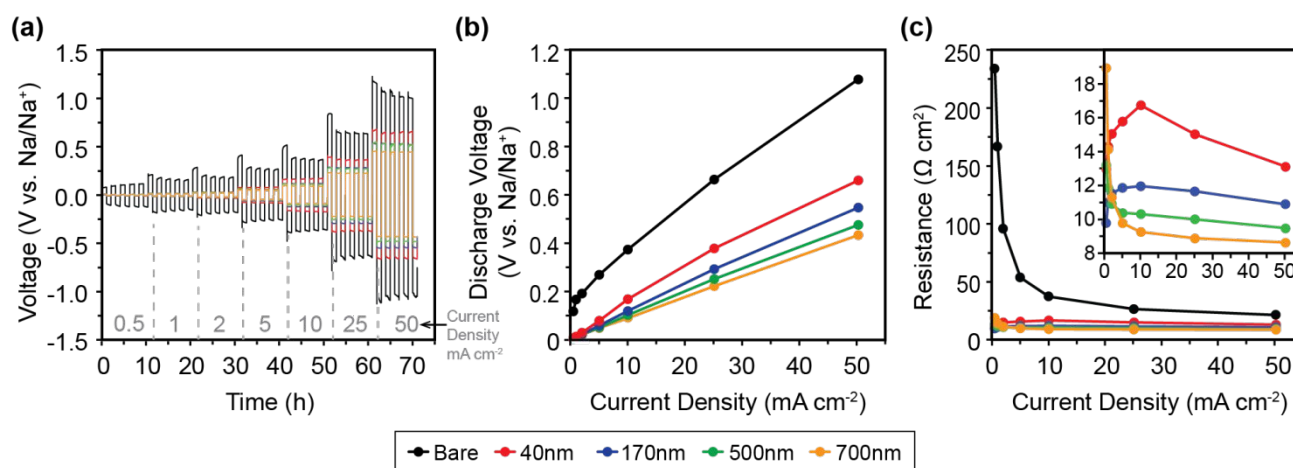 (a)
1.5
1.0
0.5
0.0
-0.5
-1.0
-1.5
Voltage (V vs. Na/Na⁺)
0.5 1 2 5 10 25 50
Current
Density
mA cm⁻²
0 10 20 30 40 50 60 70
Time (h)
(b)
1.2
1.0
0.8
0.6
0.4
0.2
0
Discharge Voltage
(V vs. Na/Na⁺)
0 10 20 30 40 50
Current Density (mA cm⁻²)
(c)
250
200
150
100
50
0
Resistance (Ω cm²)
18
16
14
12
10
8
0 10 20 30 40 50
0 10 20 30 40 50
Current Density (mA cm⁻²)
Bare 40nm 170nm 500nm 700nm